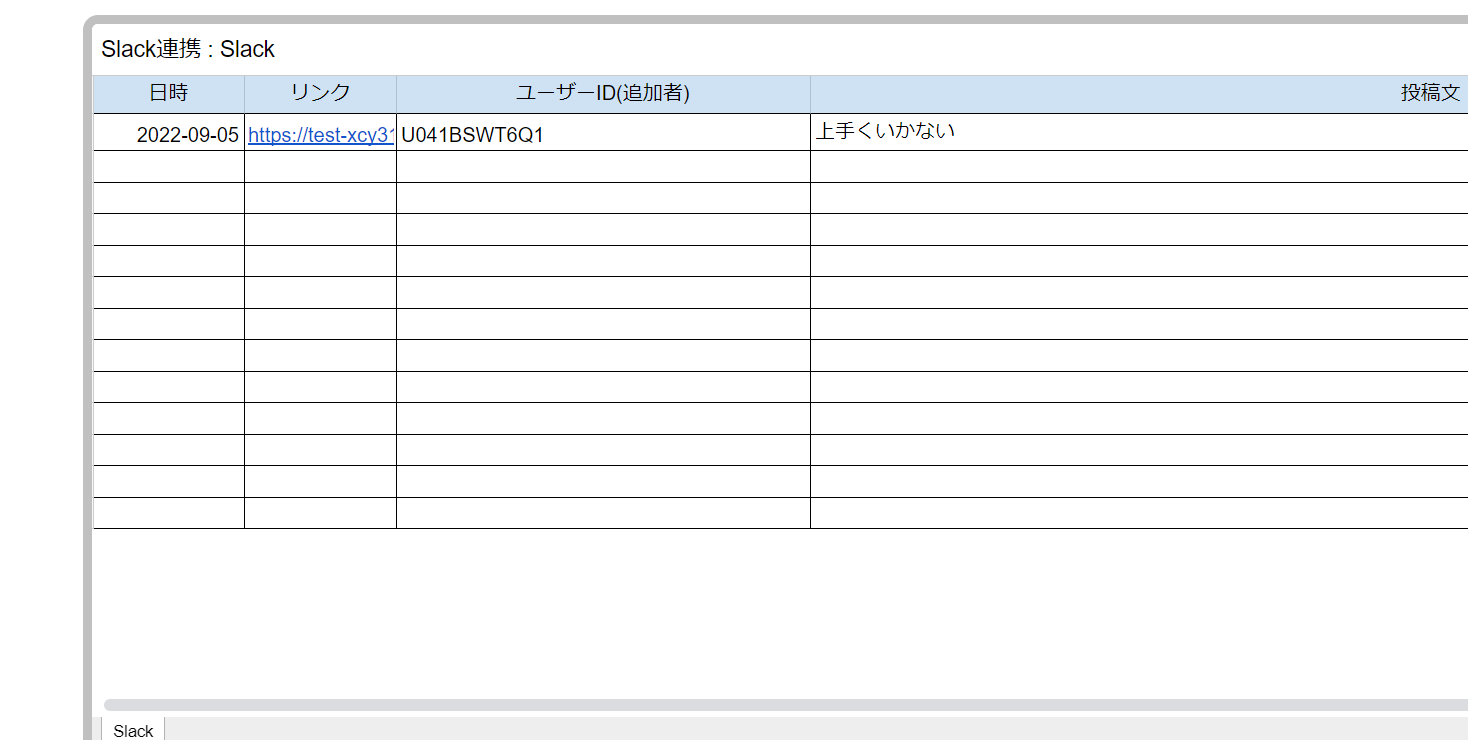 Slack連携 : Slack
日時 リンク ユーザーID(追加者) 投稿文
2022-09-05 https://test-xcy31 U041BSWT6Q1 上手くいかない
Slack